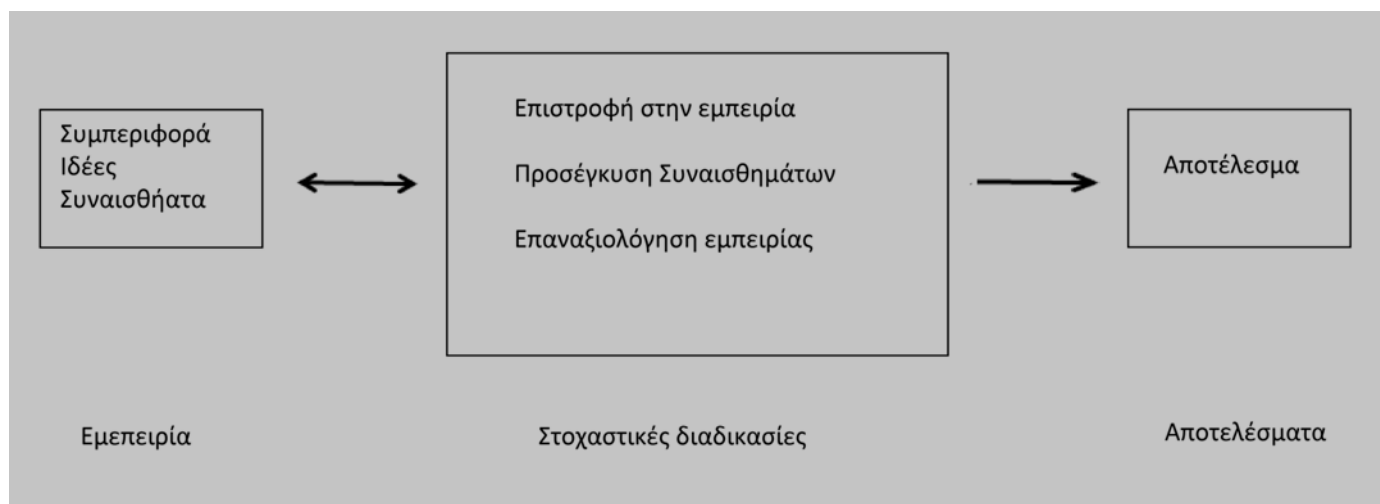 Συμπεριφορά
Ιδέες
Συναισθήατα
Επιστροφή στην εμπειρία
Προσέγκυση Συναισθημάτων
Επαναξιολόγηση εμπειρίας
Αποτέλεσμα
Εμεπειρία
Στοχαστικές διαδικασίες
Αποτελέσματα